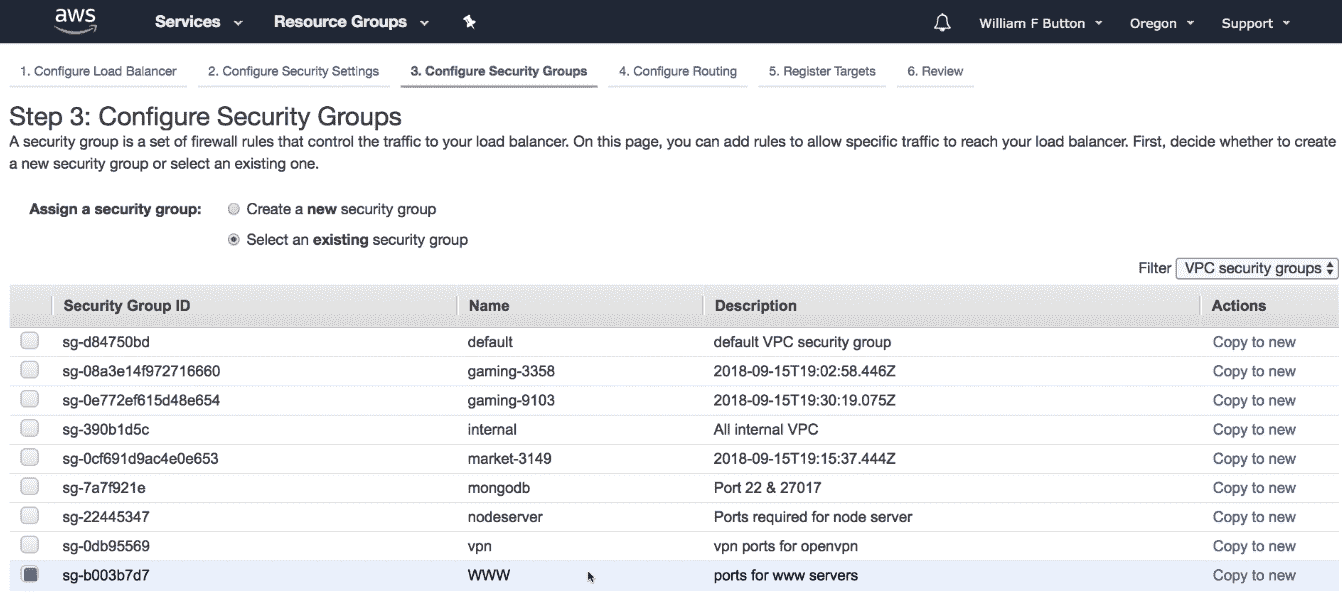 aws Services Resource Groups William F Button Oregon Support
1. Configure Load Balancer 2. Configure Security Settings 3. Configure Security Groups 4. Configure Routing 5. Register Targets 6. Review
Step 3: Configure Security Groups
A security group is a set of firewall rules that control the traffic to your load balancer. On this page, you can add rules to allow specific traffic to reach your load balancer. First, decide whether to create
a new security group or select an existing one.
Assign a security group: Create a new security group
Select an existing security group
Filter VPC security groups
Security Group ID Name Description Actions
sg-d84750bd default default VPC security group Copy to new
sg-08a3e14f972716660 gaming-3358 2018-09-15T19:02:58.446Z Copy to new
sg-0e772ef615d48e654 gaming-9103 2018-09-15T19:30:19.075Z Copy to new
sg-390b1d5c internal All internal VPC Copy to new
sg-0cf691d9ac4e0e653 market-3149 2018-09-15T19:15:37.444Z Copy to new
sg-7a7f921e mongodb Port 22 & 27017 Copy to new
sg-22445347 nodeserver Ports required for node server Copy to new
sg-0db95569 vpn vpn ports for openvpn Copy to new
sg-b003b7d7 WWW ports for www servers Copy to new